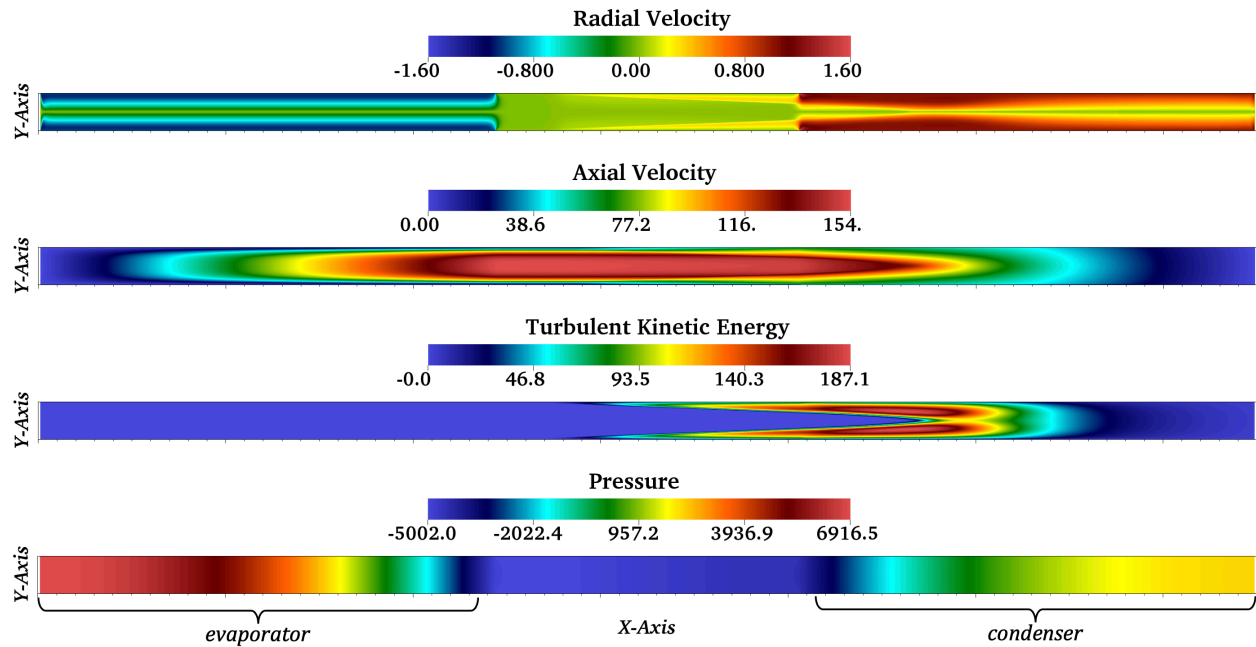 Radial Velocity
-1.60 -0.800 0.00 0.800 1.60
Y-Axis
Axial Velocity
0.00 38.6 77.2 116. 154.
Y-Axis
Turbulent Kinetic Energy
-0.0 46.8 93.5 140.3 187.1
Y-Axis
Pressure
-5002.0 -2022.4 957.2 3936.9 6916.5
Y-Axis
evaporator X-Axis condenser